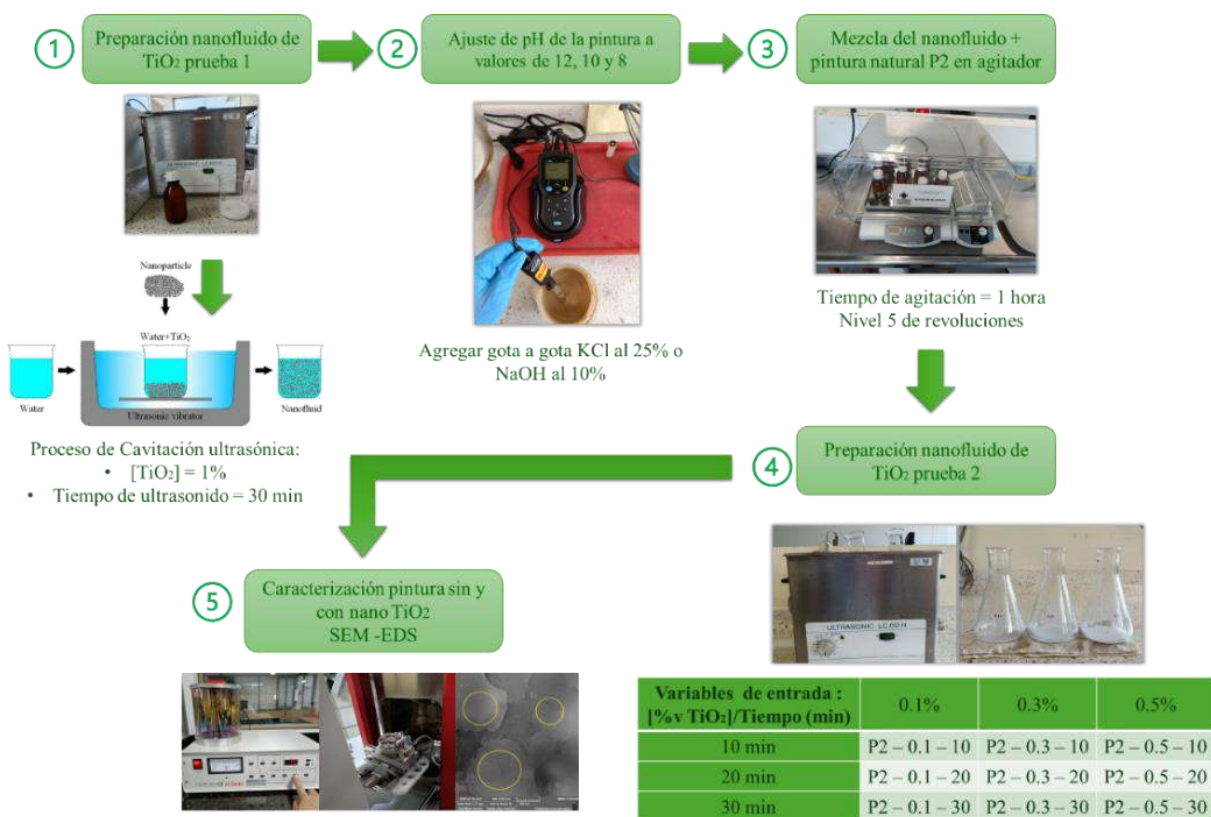 1
Preparación nanofluido de
TiO₂ prueba 1
2
Ajuste de pH de la pintura a
valores de 12, 10 y 8
3
Mezcla del nanofluido +
pintura natural P2 en agitador
ULTRASONIC LC 60 H
Nanoparticle
Water+TiO₂
Water
Ultrasonic vibrator
Nanofluid
Proceso de Cavitación ultrasónica:
• [TiO₂] = 1%
• Tiempo de ultrasonido = 30 min
Agregar gota a gota KCl al 25% o
NaOH al 10%
Tiempo de agitación = 1 hora
Nivel 5 de revoluciones
4
Preparación nanofluido de
TiO₂ prueba 2
ULTRASONIC LC 60 H
5
Caracterización pintura sin y
con nano TiO₂
SEM -EDS
Variables de entrada : 0.1% 0.3% 0.5%
[%v TiO₂]/Tiempo (min)
10 min P2 – 0.1 – 10 P2 – 0.3 – 10 P2 – 0.5 – 10
20 min P2 – 0.1 – 20 P2 – 0.3 – 20 P2 – 0.5 – 20
30 min P2 – 0.1 – 30 P2 – 0.3 – 30 P2 – 0.5 – 30